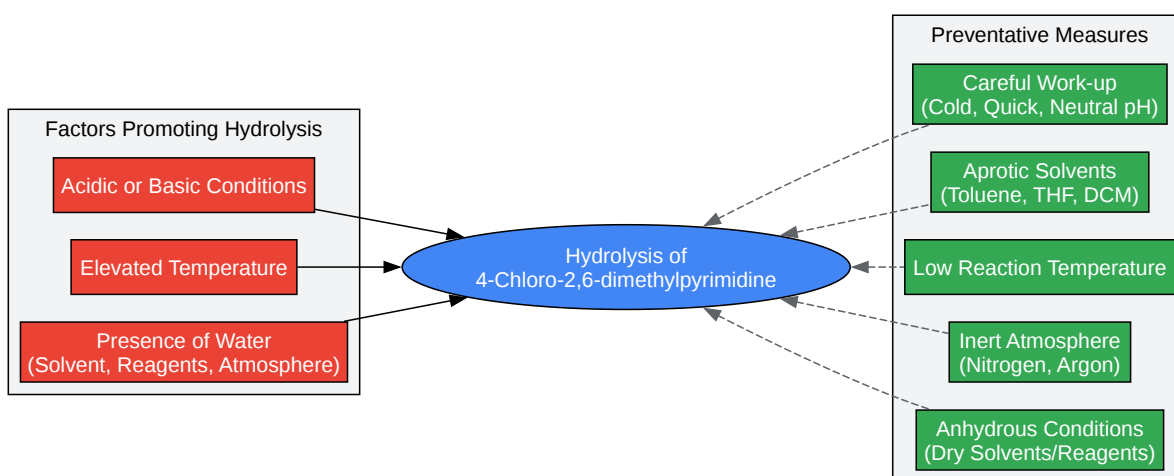 Factors Promoting Hydrolysis
Acidic or Basic Conditions
Elevated Temperature
Presence of Water
(Solvent, Reagents, Atmosphere)
Hydrolysis of
4-Chloro-2,6-dimethylpyrimidine
Preventative Measures
Careful Work-up
(Cold, Quick, Neutral pH)
Aprotic Solvents
(Toluene, THF, DCM)
Low Reaction Temperature
Inert Atmosphere
(Nitrogen, Argon)
Anhydrous Conditions
(Dry Solvents/Reagents)